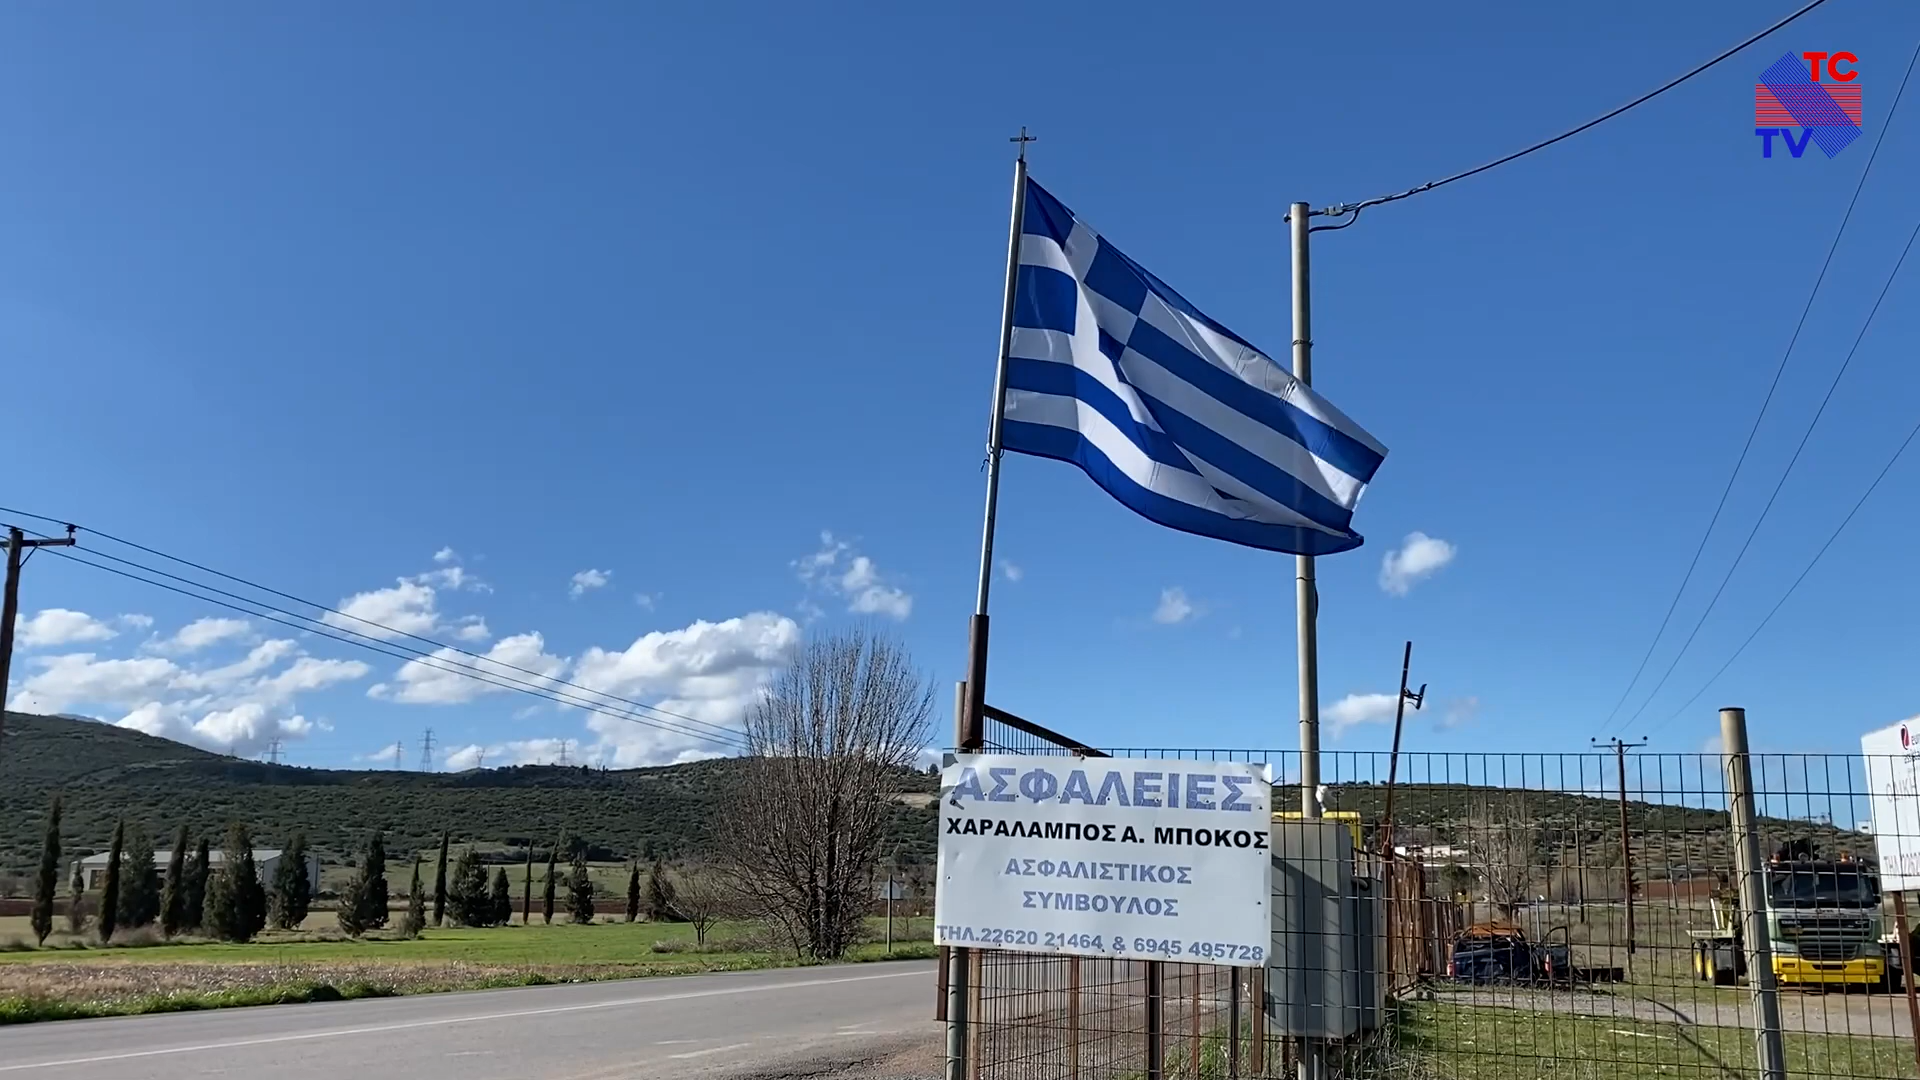 TC
TV
ΑΣΦΑΛΕΙΕΣ
ΧΑΡΑΛΑΜΠΟΣ Α. ΜΠΟΚΟΣ
ΑΣΦΑΛΙΣΤΙΚΟΣ
ΣΥΜΒΟΥΛΟΣ
ΤΗΛ.22620 21464 & 6945 495728